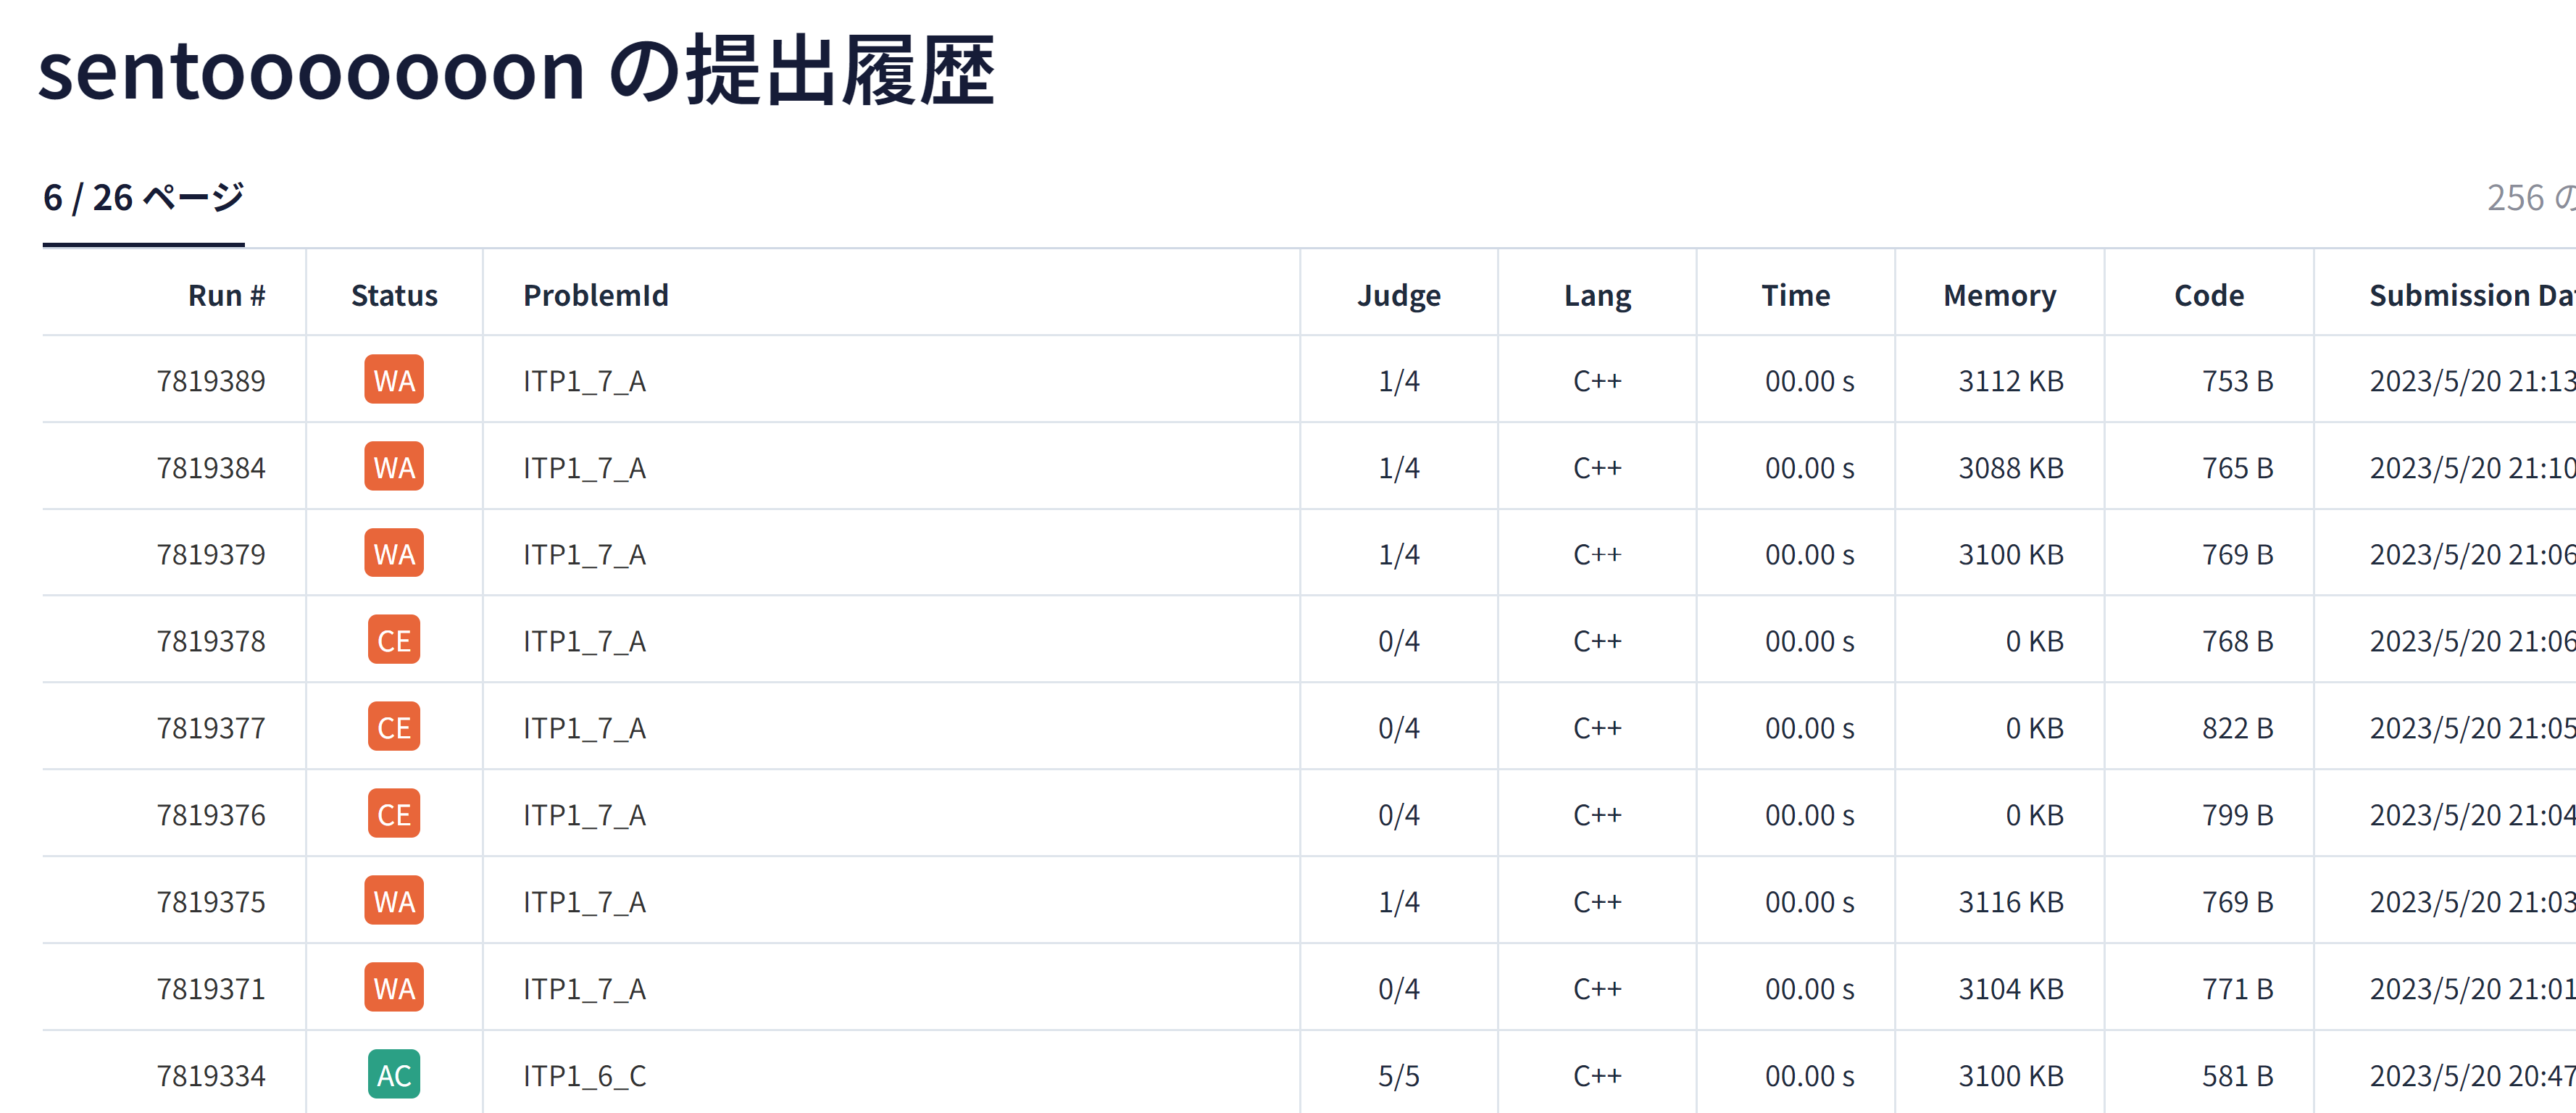 sentooooooon の提出履歴
6 / 26 ページ
256 の
Run # Status ProblemId Judge Lang Time Memory Code Submission Da
7819389 WA ITP1_7_A 1/4 C++ 00.00 s 3112 KB 753 B 2023/5/20 21:13
7819384 WA ITP1_7_A 1/4 C++ 00.00 s 3088 KB 765 B 2023/5/20 21:10
7819379 WA ITP1_7_A 1/4 C++ 00.00 s 3100 KB 769 B 2023/5/20 21:06
7819378 CE ITP1_7_A 0/4 C++ 00.00 s 0 KB 768 B 2023/5/20 21:06
7819377 CE ITP1_7_A 0/4 C++ 00.00 s 0 KB 822 B 2023/5/20 21:05
7819376 CE ITP1_7_A 0/4 C++ 00.00 s 0 KB 799 B 2023/5/20 21:04
7819375 WA ITP1_7_A 1/4 C++ 00.00 s 3116 KB 769 B 2023/5/20 21:03
7819371 WA ITP1_7_A 0/4 C++ 00.00 s 3104 KB 771 B 2023/5/20 21:01
7819334 AC ITP1_6_C 5/5 C++ 00.00 s 3100 KB 581 B 2023/5/20 20:47